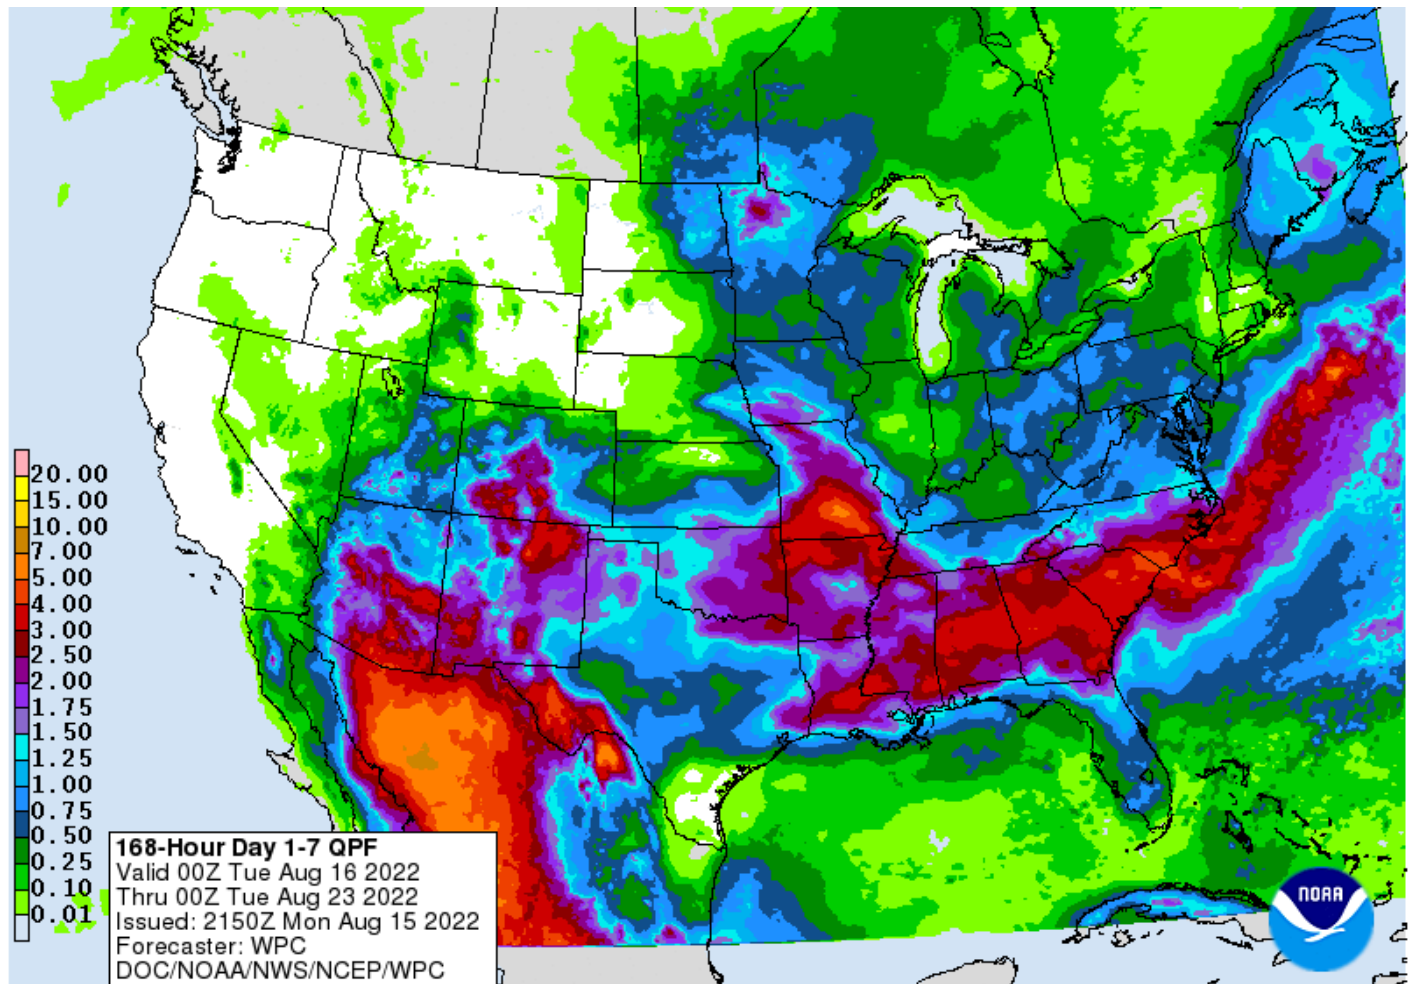 20.00
15.00
10.00
7.00
5.00
4.00
3.00
2.50
2.00
1.75
1.50
1.25
1.00
0.75
0.50
0.25
0.10
0.01
168-Hour Day 1-7 QPF
Valid 00Z Tue Aug 16 2022
Thru 00Z Tue Aug 23 2022
Issued: 2150Z Mon Aug 15 2022
Forecaster: WPC
DOC/NOAA/NWS/NCEP/WPC
NOAA